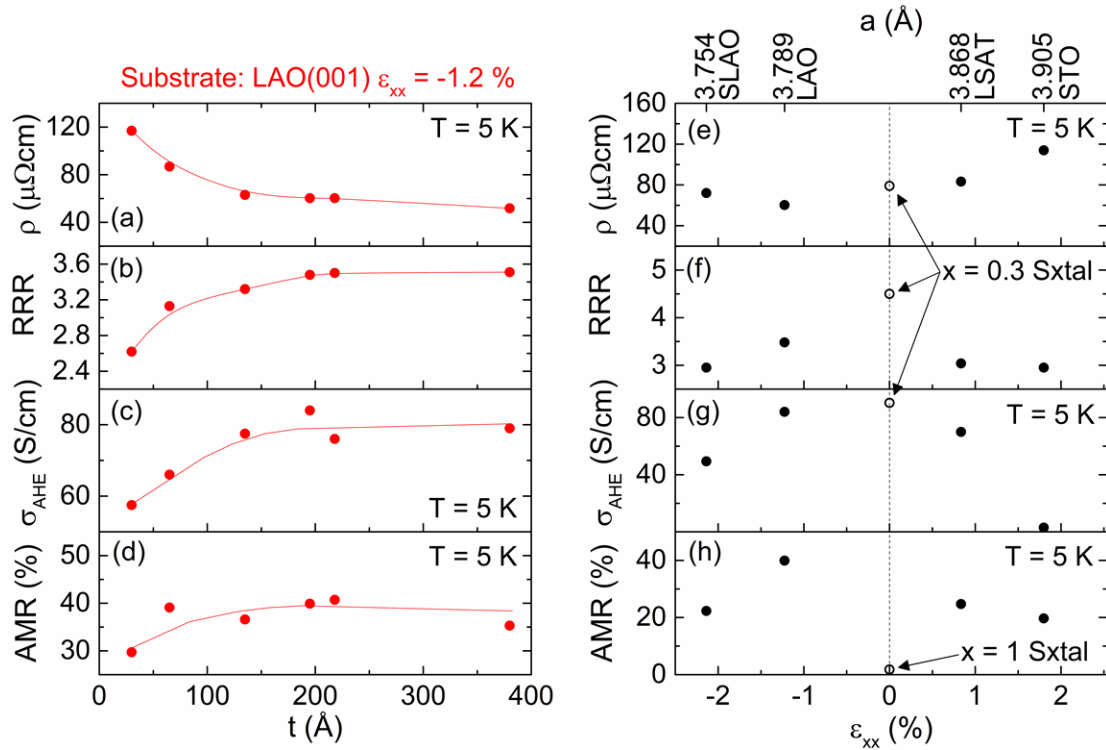 Substrate: LAO(001) εxx = -1.2 %
120
80
40
ρ (μΩcm)
T = 5 K
(a)
3.6
3.2
2.8
2.4
RRR
(b)
80
60
σAHE (S/cm)
(c)
T = 5 K
50
40
30
AMR (%)
(d)
T = 5 K
0 100 200 300 400
t (Å)
a (Å)
3.754 3.789 3.868 3.905
SLAO LAO LSAT STO
160
120
80
40
ρ (μΩcm)
(e)
T = 5 K
5
4
3
RRR
(f)
x = 0.3 Sxtal
80
40
σAHE (S/cm)
(g)
T = 5 K
40
20
0
AMR (%)
(h)
T = 5 K
x = 1 Sxtal
-2 -1 0 1 2
εxx (%)